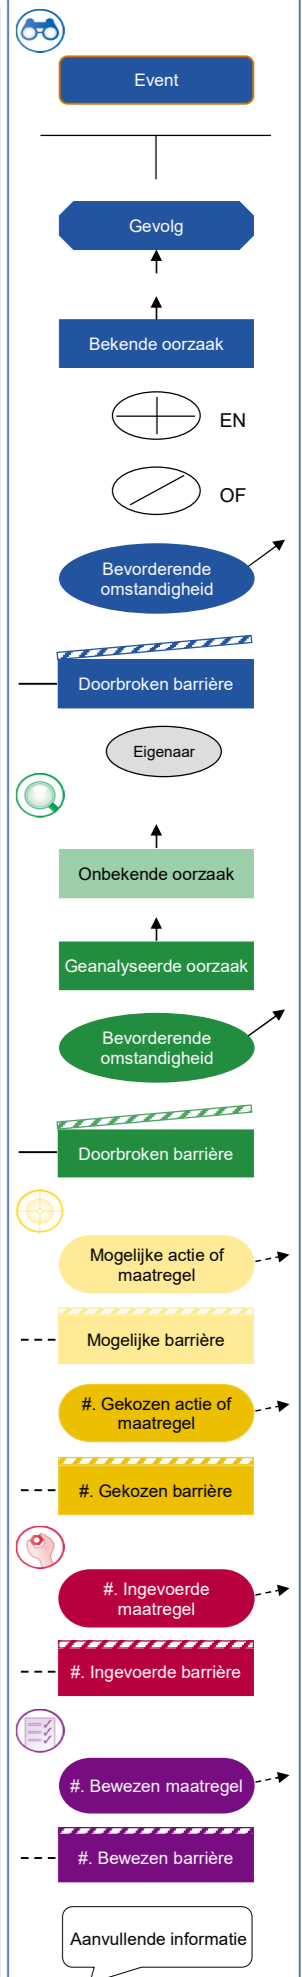 Event
Gevolg
Bekende oorzaak
EN
OF
Bevorderende
omstandigheid
Doorbroken barrière
Eigenaar
Onbekende oorzaak
Geanalyseerde oorzaak
Bevorderende
omstandigheid
Doorbroken barrière
Mogelijke actie of
maatregel
Mogelijke barrière
#. Gekozen actie of
maatregel
#. Gekozen barrière
#. Ingevoerde
maatregel
#. Ingevoerde barrière
#. Bewezen maatregel
#. Bewezen barrière
Aanvullende informatie